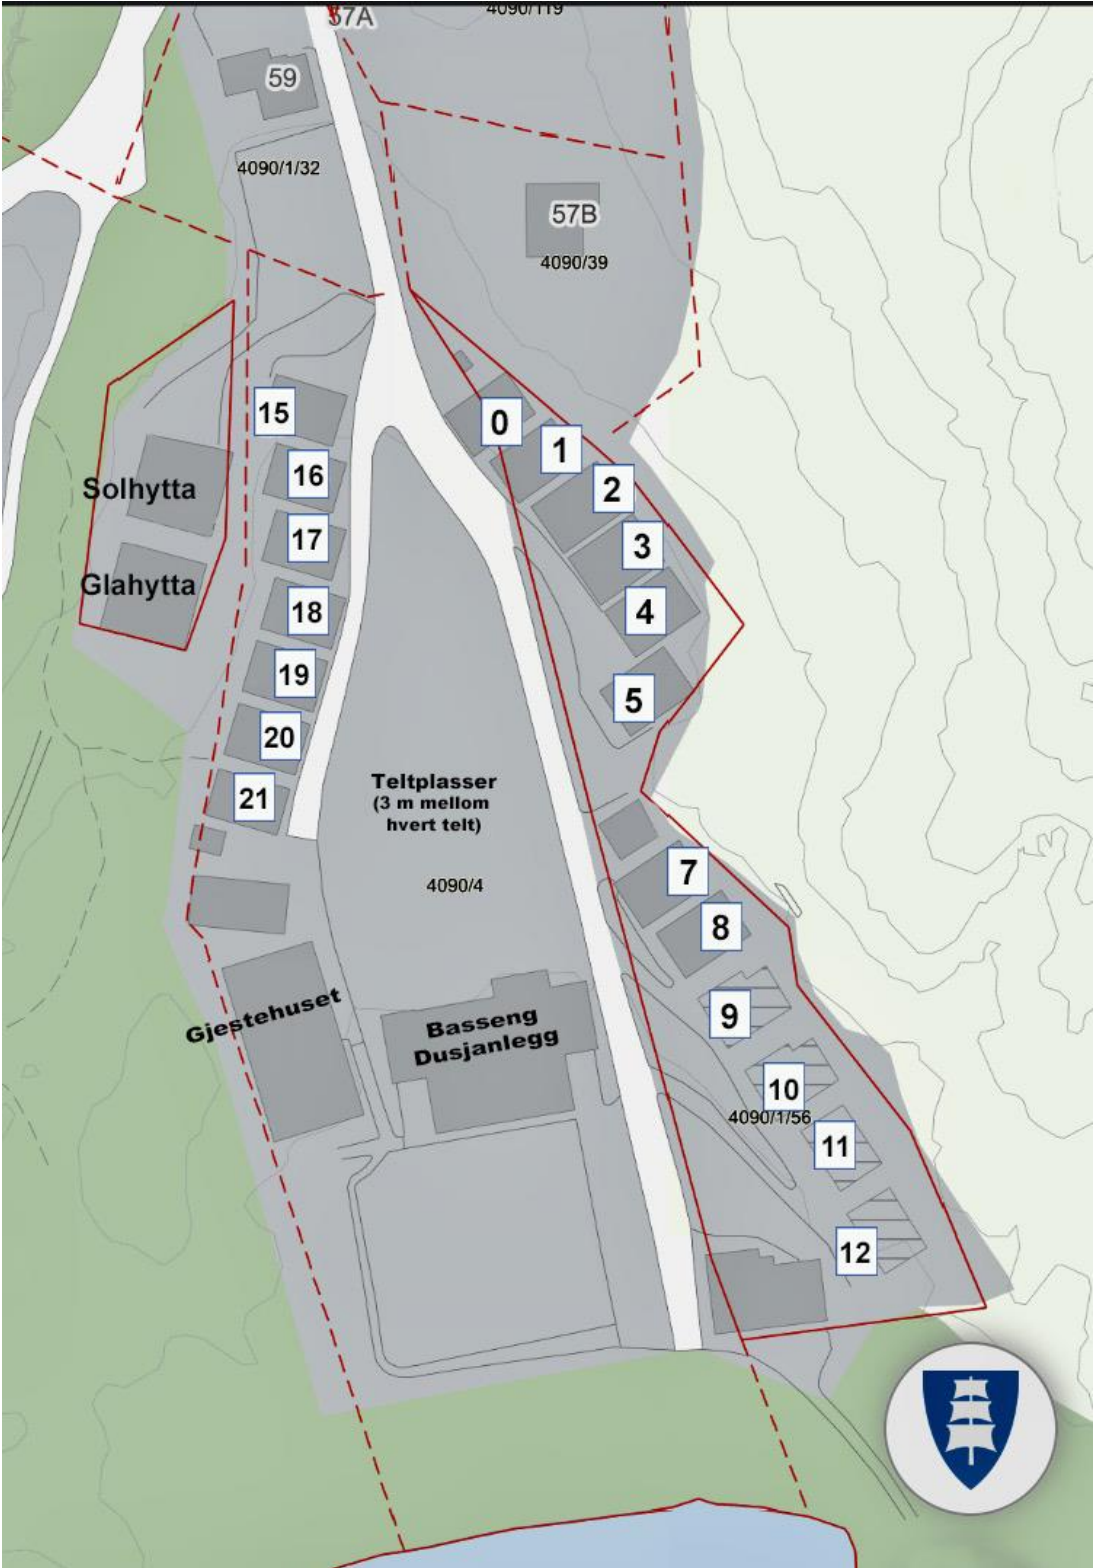 57A
4090/119
59
4090/1/32
57B
4090/39
15
0
1
16
2
Solhytta
17
3
Glahytta
18
4
19
5
20
21
Teltplasser
(3 m mellom
hvert telt)
4090/4
7
8
Gjestehuset
Basseng
Dusjanlegg
9
10
4090/1/56
11
12